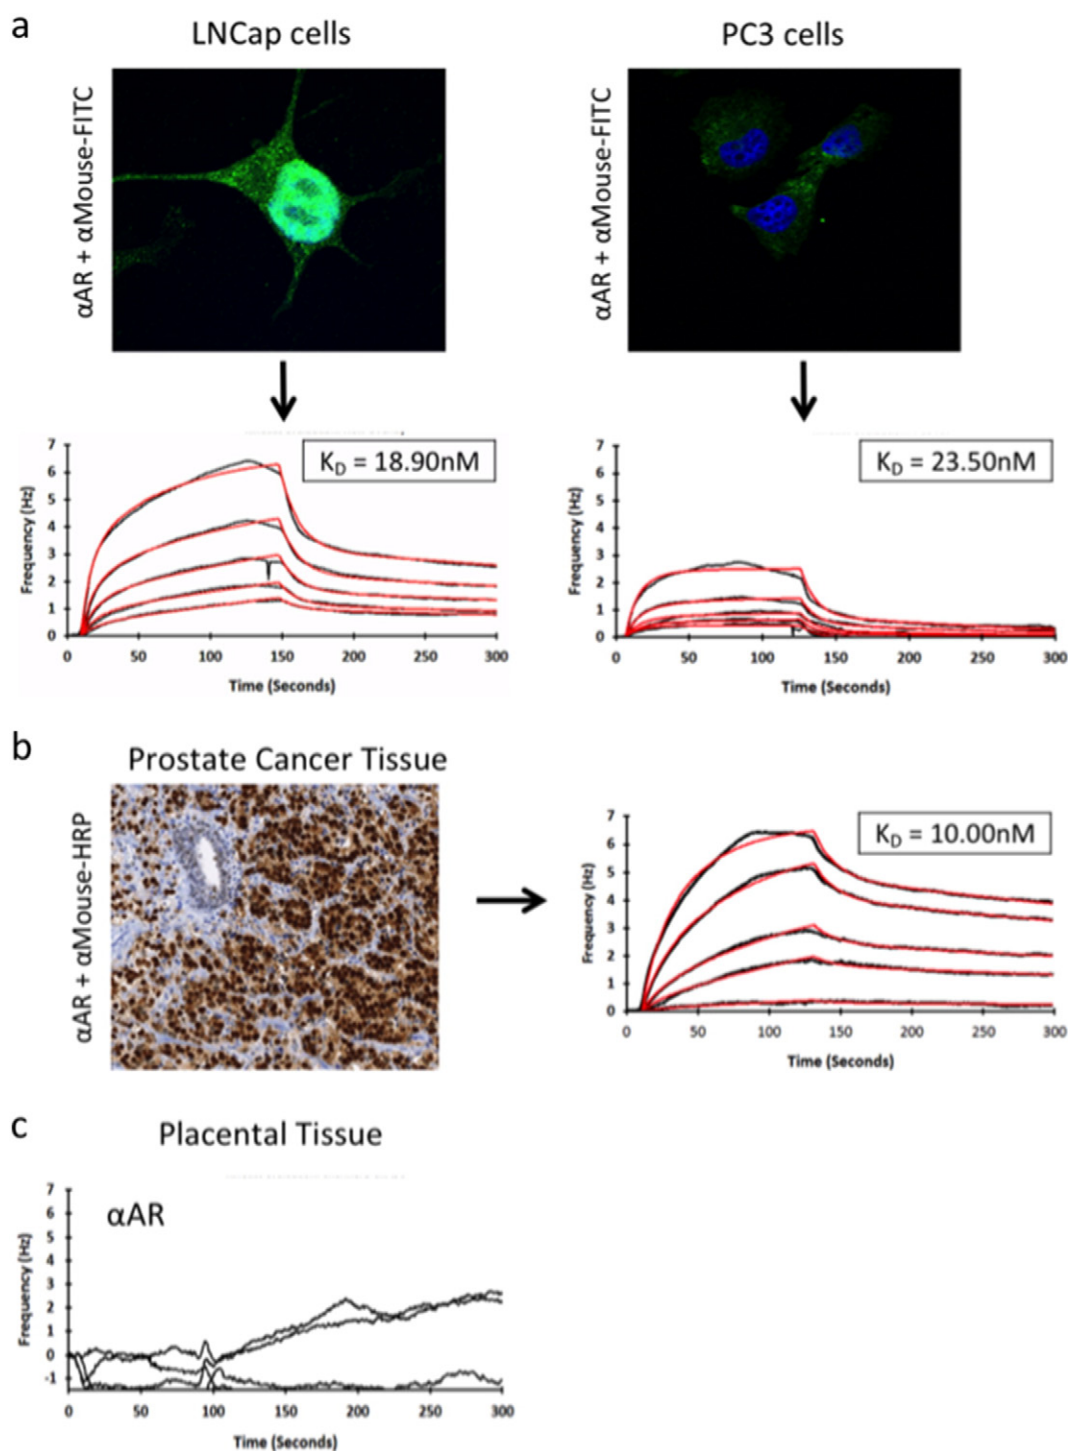 a
LNCap cells
PC3 cells
αAR + αMouse-FITC
αAR + αMouse-FITC
K_D = 18.90nM
Frequency (Hz)
7
6
5
4
3
2
1
0
0 50 100 150 200 250 300
Time (Seconds)
K_D = 23.50nM
Frequency (Hz)
7
6
5
4
3
2
1
0
0 50 100 150 200 250 300
Time (Seconds)
b
Prostate Cancer Tissue
αAR + αMouse-HRP
K_D = 10.00nM
Frequency (Hz)
7
6
5
4
3
2
1
0
0 50 100 150 200 250 300
Time (Seconds)
c
Placental Tissue
αAR
Frequency (Hz)
7
6
5
4
3
2
1
0
-1
0 50 100 150 200 250 300
Time (Seconds)